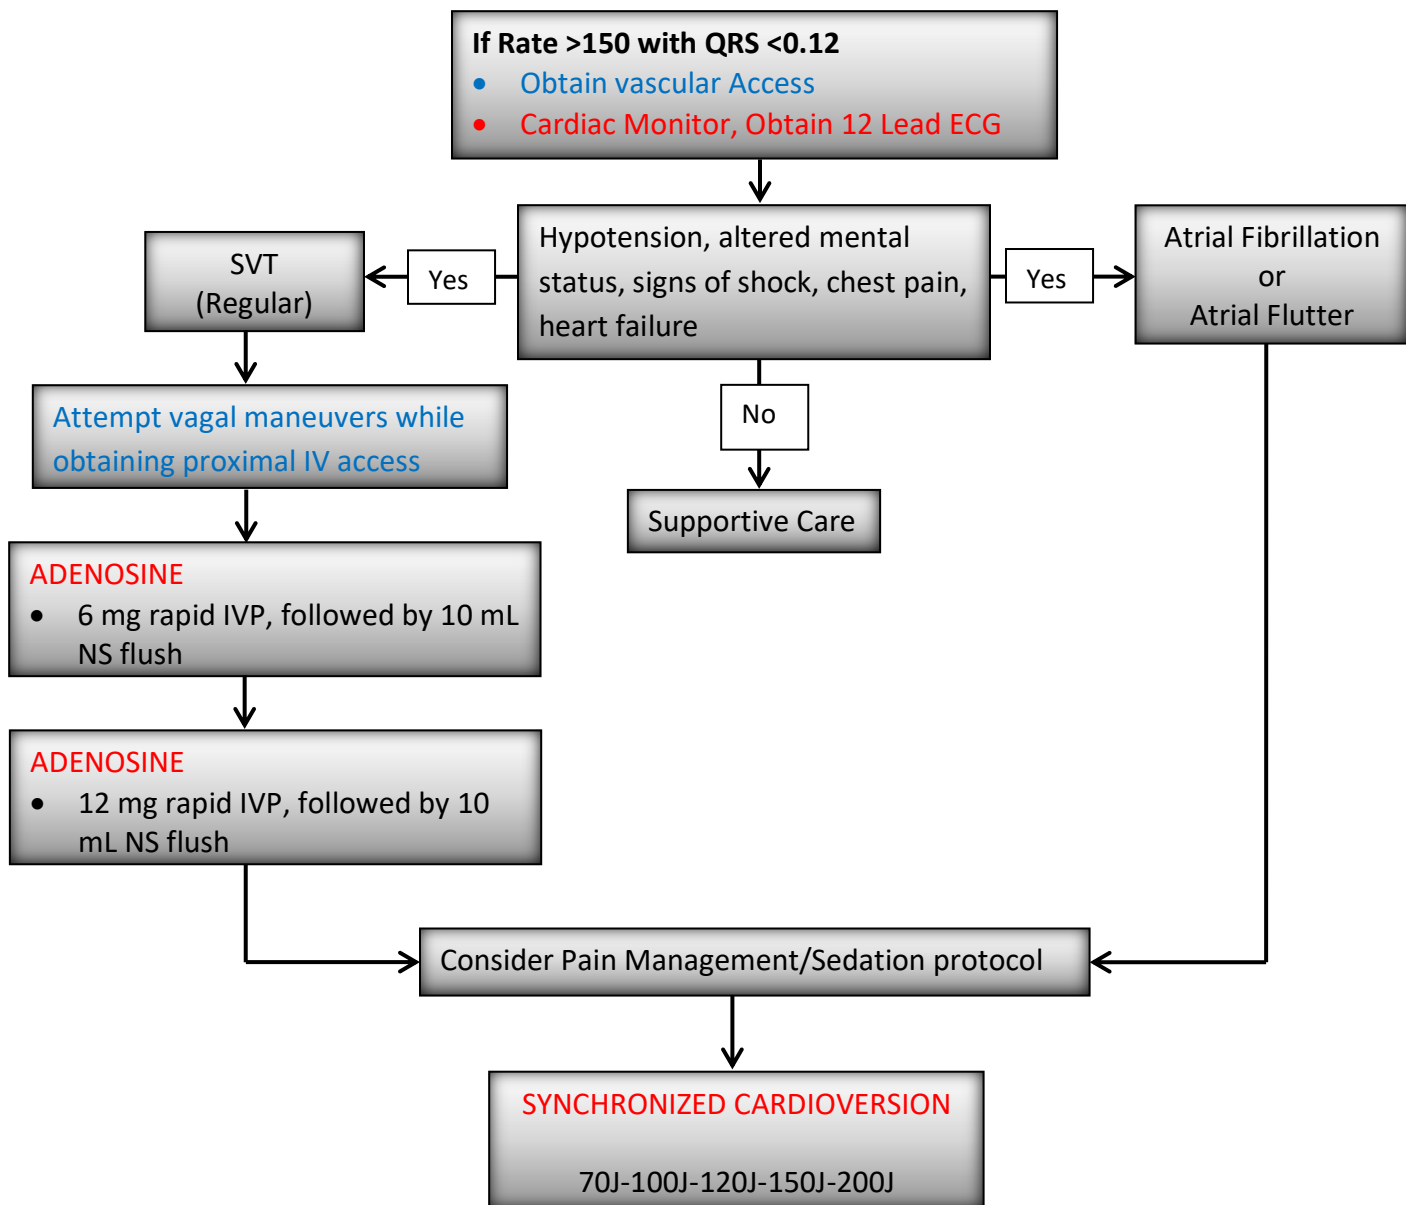 If Rate >150 with QRS <0.12
• Obtain vascular Access
• Cardiac Monitor, Obtain 12 Lead ECG
SVT
(Regular)
Yes
Hypotension, altered mental
status, signs of shock, chest pain,
heart failure
Yes
Atrial Fibrillation
or
Atrial Flutter
No
Supportive Care
Attempt vagal maneuvers while
obtaining proximal IV access
ADENOSINE
• 6 mg rapid IVP, followed by 10 mL
NS flush
ADENOSINE
• 12 mg rapid IVP, followed by 10
mL NS flush
Consider Pain Management/Sedation protocol
SYNCHRONIZED CARDIOVERSION
70J-100J-120J-150J-200J